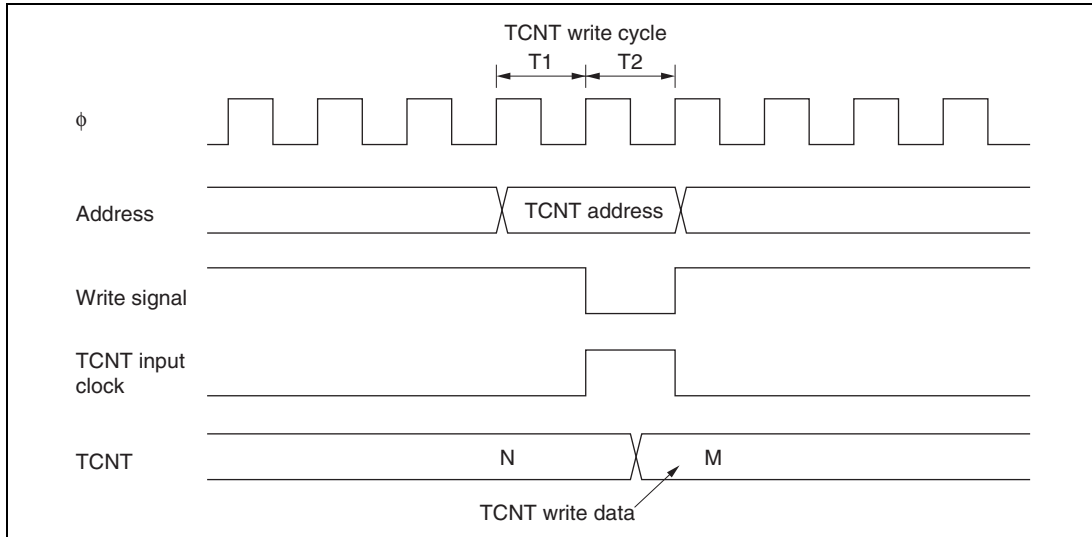 TCNT write cycle
T1 T2
ϕ
Address
TCNT address
Write signal
TCNT input
clock
TCNT
N M
TCNT write data